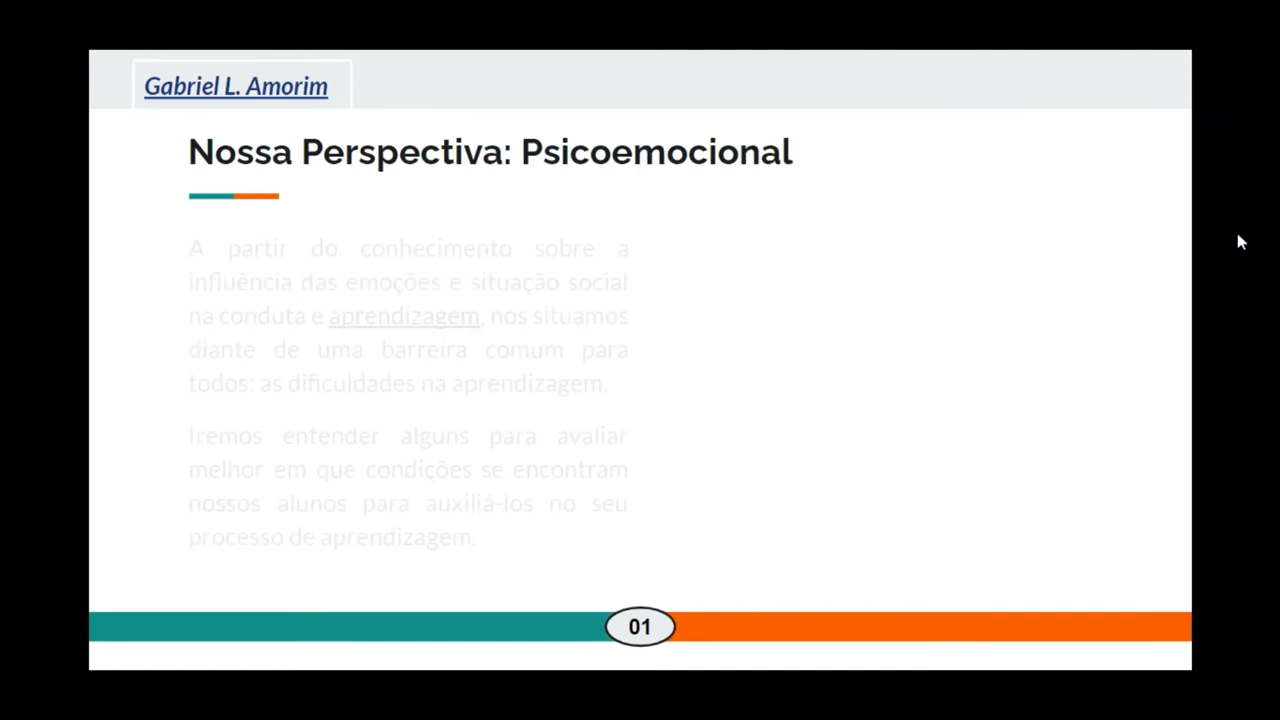 Gabriel L. Amorim
Nossa Perspectiva: Psicoemocional
A partir do conhecimento sobre a
influência das emoções e situação social
na conduta e aprendizagem, nos situamos
diante de uma barreira comum para
todos: as dificuldades na aprendizagem.
Iremos entender alguns para avaliar
melhor em que condições se encontram
nossos alunos para auxiliá-los no seu
processo de aprendizagem.
01